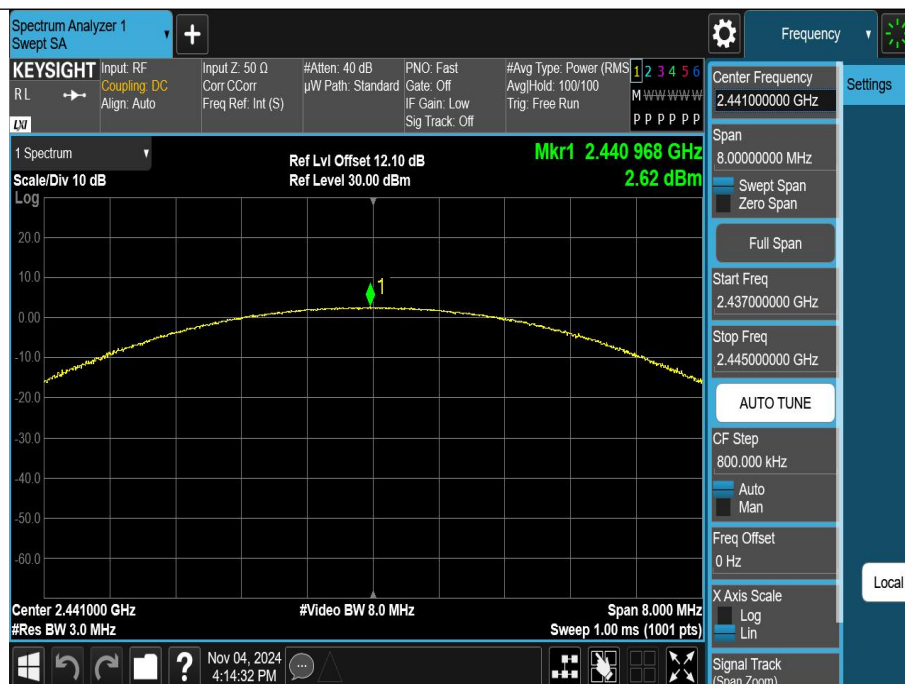 Spectrum Analyzer 1
Swept SA
+
Frequency
KEYSIGHT
R L
LXI
Input: RF
Coupling: DC
Align: Auto
Input Z: 50 Ω
Corr CCorr
Freq Ref: Int (S)
#Atten: 40 dB
µW Path: Standard
PNO: Fast
Gate: Off
IF Gain: Low
Sig Track: Off
#Avg Type: Power (RMS
Avg|Hold: 100/100
Trig: Free Run
1 2 3 4 5 6
M W W W W W
P P P P P P
1 Spectrum
Scale/Div 10 dB
Log
Ref Lvl Offset 12.10 dB
Ref Level 30.00 dBm
Mkr1 2.440 968 GHz
2.62 dBm
20.0
10.0
0.00
-10.0
-20.0
-30.0
-40.0
-50.0
-60.0
1
Center 2.441000 GHz
#Video BW 8.0 MHz
Span 8.000 MHz
#Res BW 3.0 MHz
Sweep 1.00 ms (1001 pts)
Center Frequency
2.441000000 GHz
Span
8.00000000 MHz
Swept Span
Zero Span
Full Span
Start Freq
2.437000000 GHz
Stop Freq
2.445000000 GHz
AUTO TUNE
CF Step
800.000 kHz
Auto
Man
Freq Offset
0 Hz
X Axis Scale
Log
Lin
Signal Track
(Span Zoom)
Settings
Local
?
Nov 04, 2024
4:14:32 PM